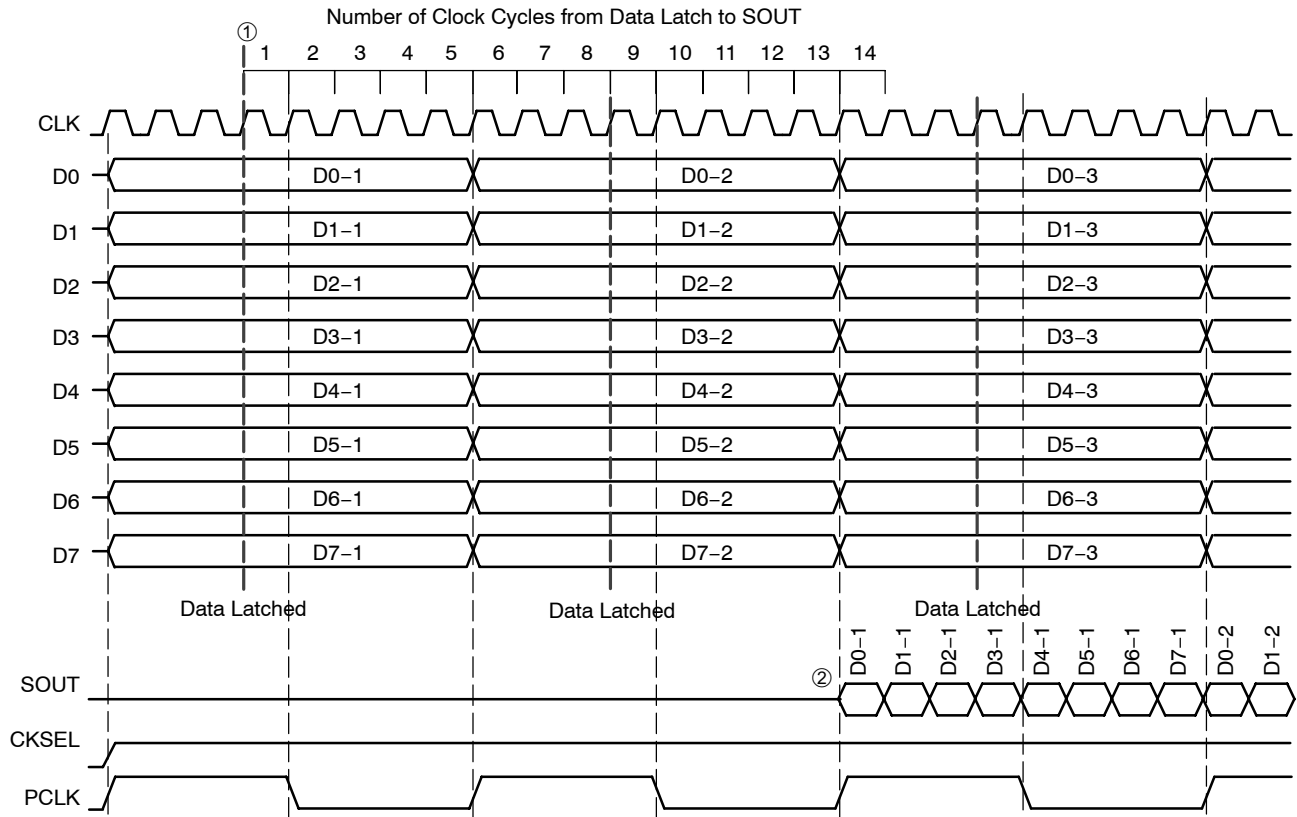 Number of Clock Cycles from Data Latch to SOUT
①
1 2 3 4 5 6 7 8 9 10 11 12 13 14
CLK
D0 D0−1 D0−2 D0−3
D1 D1−1 D1−2 D1−3
D2 D2−1 D2−2 D2−3
D3 D3−1 D3−2 D3−3
D4 D4−1 D4−2 D4−3
D5 D5−1 D5−2 D5−3
D6 D6−1 D6−2 D6−3
D7 D7−1 D7−2 D7−3
Data Latched Data Latched Data Latched
D0−1 D1−1 D2−1 D3−1 D4−1 D5−1 D6−1 D7−1 D0−2 D1−2
SOUT ②
CKSEL
PCLK